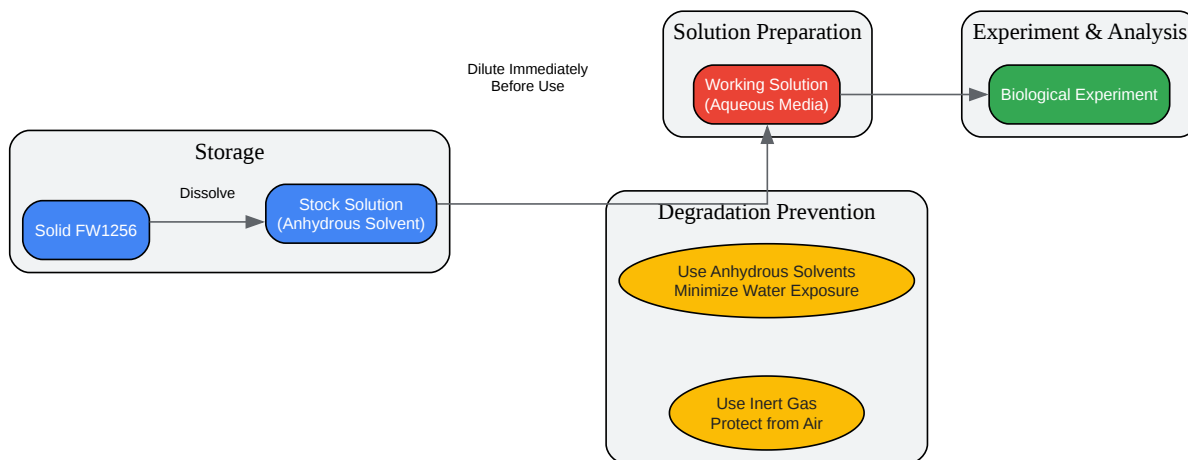 Storage
Solid FW1256
Dissolve
Stock Solution
(Anhydrous Solvent)
Dilute Immediately
Before Use
Solution Preparation
Working Solution
(Aqueous Media)
Experiment & Analysis
Biological Experiment
Degradation Prevention
Use Anhydrous Solvents
Minimize Water Exposure
Use Inert Gas
Protect from Air